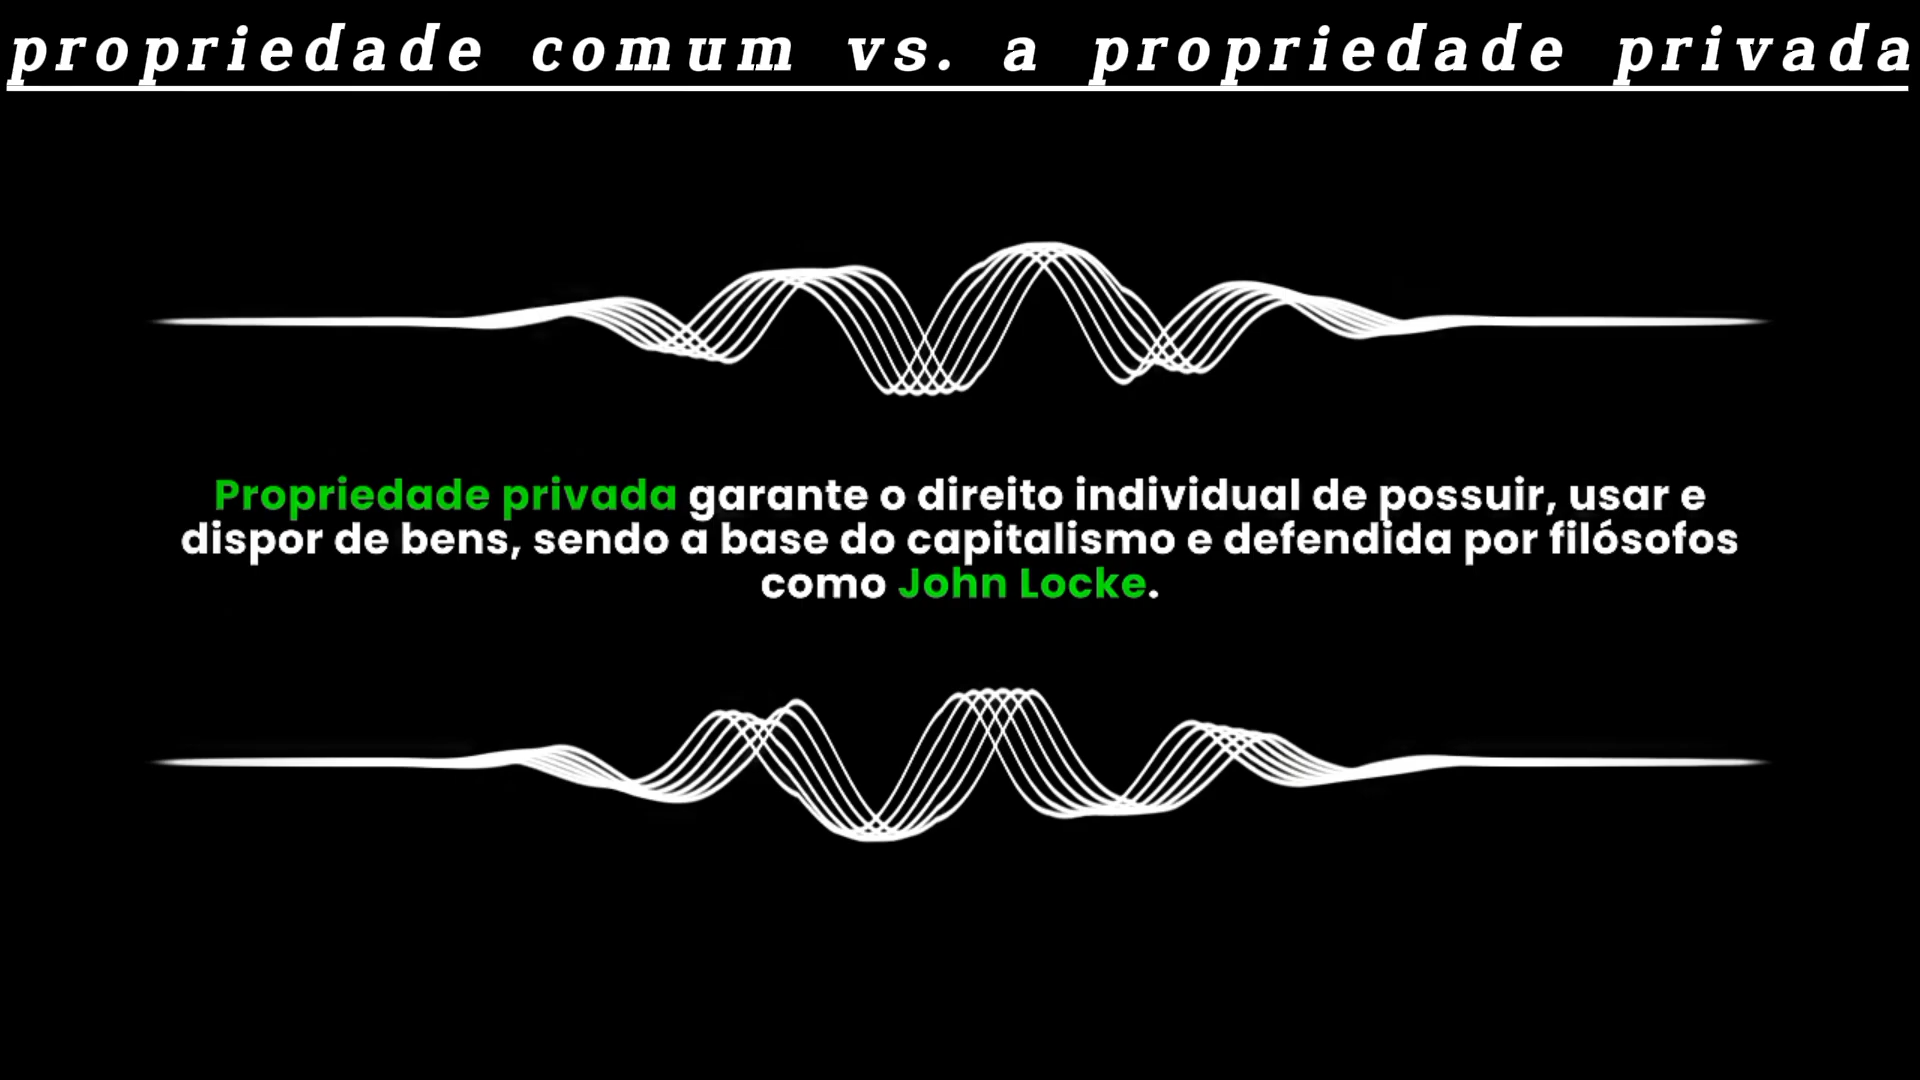 propriedade comum vs. a propriedade privada
Propriedade privada garante o direito individual de possuir, usar e
dispor de bens, sendo a base do capitalismo e defendida por filósofos
como John Locke.